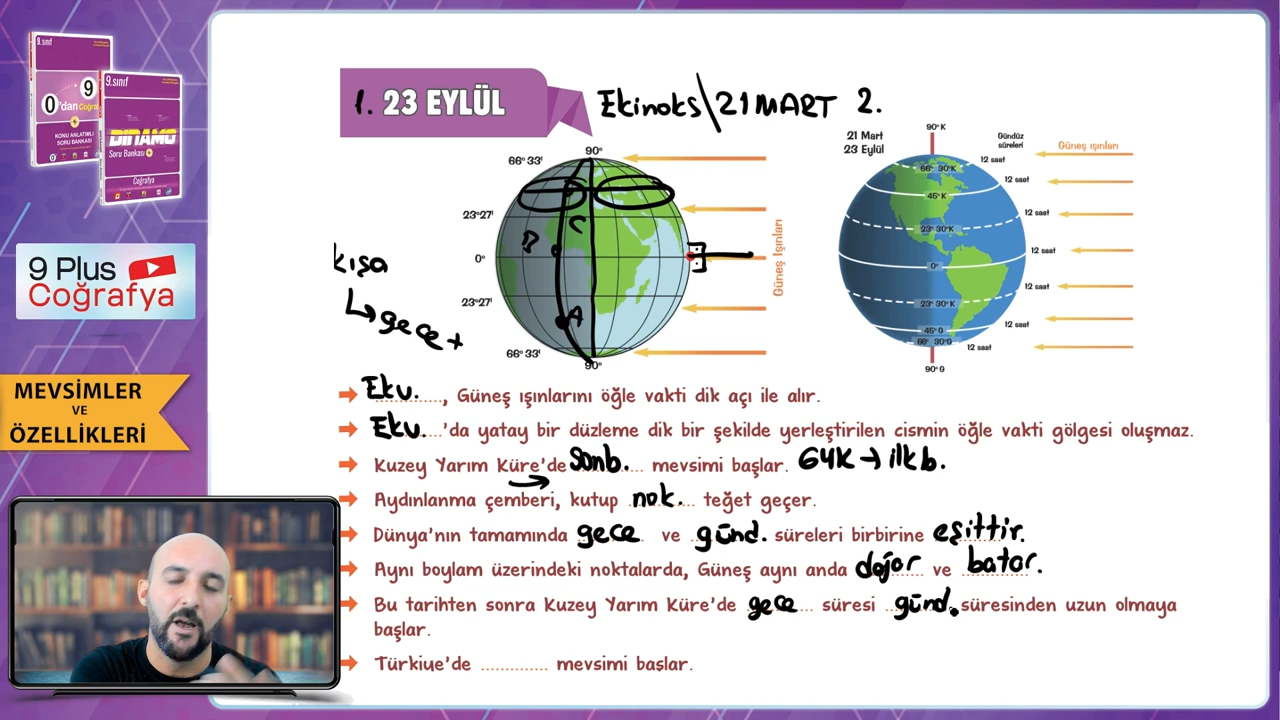 9.sınıf
0'dan 9
Coğrafya
KONU ANLATIMLI
SORU BANKASI
9.sınıf
DİNAMO
Soru Bankası
Coğrafya
9 Plus
Coğrafya
MEVSİMLER
VE
ÖZELLİKLERİ
1. 23 EYLÜL Ekinoks\21 MART 2.
90°
66° 33'
23°27'
0°
23°27'
66° 33'
90°
B C A
Güneş Işınları
kışa
↳gece +
21 Mart
23 Eylül
90° K
Gündüz
süreleri
Güneş ışınları
66° 30'K 12 saat
45°K 12 saat
23° 30'K 12 saat
0° 12 saat
23° 30'G 12 saat
45°G 12 saat
66° 30'G 12 saat
90°G
→ Eku. ............, Güneş ışınlarını öğle vakti dik açı ile alır.
→ Eku. ....'da yatay bir düzleme dik bir şekilde yerleştirilen cismin öğle vakti gölgesi oluşmaz.
→ Kuzey Yarım Küre'de Sonb. .... mevsimi başlar. GYK → ilkb.
→ Aydınlanma çemberi, kutup nok. .... teğet geçer.
→ Dünya'nın tamamında gece ve günd. süreleri birbirine eşittir.
→ Aynı boylam üzerindeki noktalarda, Güneş aynı anda doğar ve batar.
→ Bu tarihten sonra Kuzey Yarım Küre'de gece .... süresi günd. süresinden uzun olmaya
başlar.
→ Türkiye'de ............. mevsimi başlar.